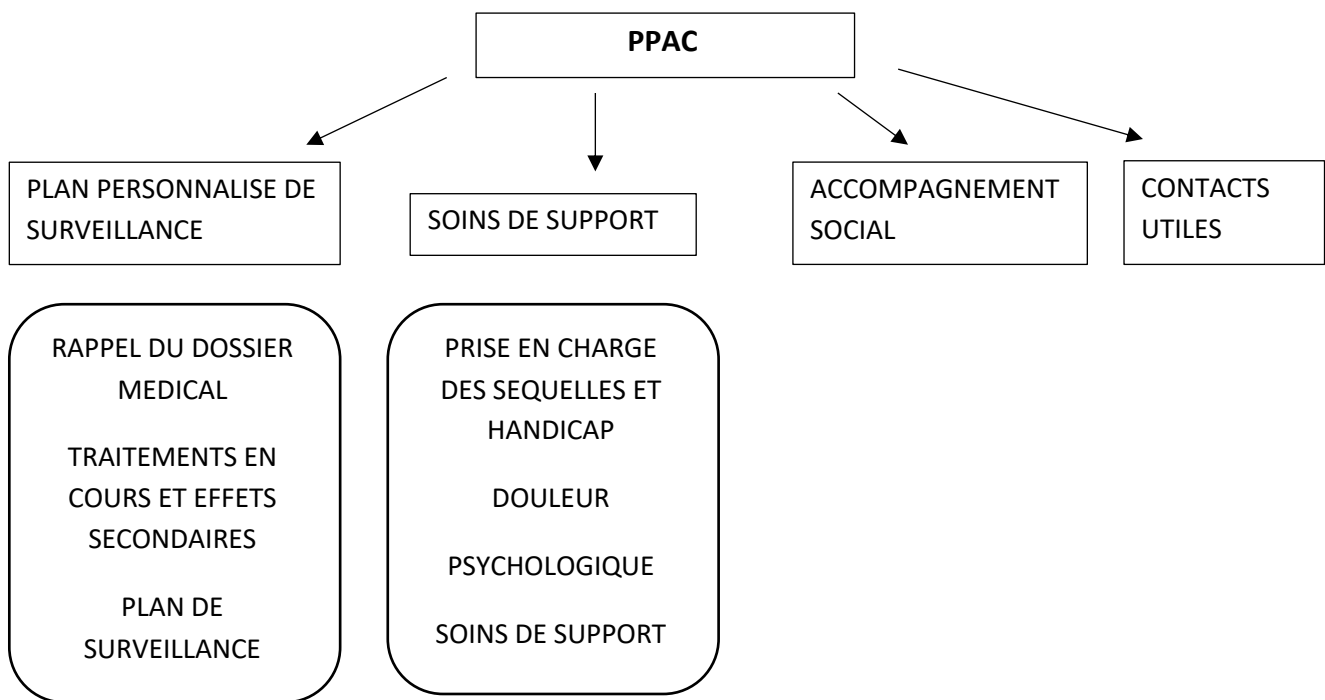 PPAC
PLAN PERSONNALISE DE
SURVEILLANCE
SOINS DE SUPPORT
ACCOMPAGNEMENT
SOCIAL
CONTACTS
UTILES
RAPPEL DU DOSSIER
MEDICAL
TRAITEMENTS EN
COURS ET EFFETS
SECONDAIRES
PLAN DE
SURVEILLANCE
PRISE EN CHARGE
DES SEQUELLES ET
HANDICAP
DOULEUR
PSYCHOLOGIQUE
SOINS DE SUPPORT